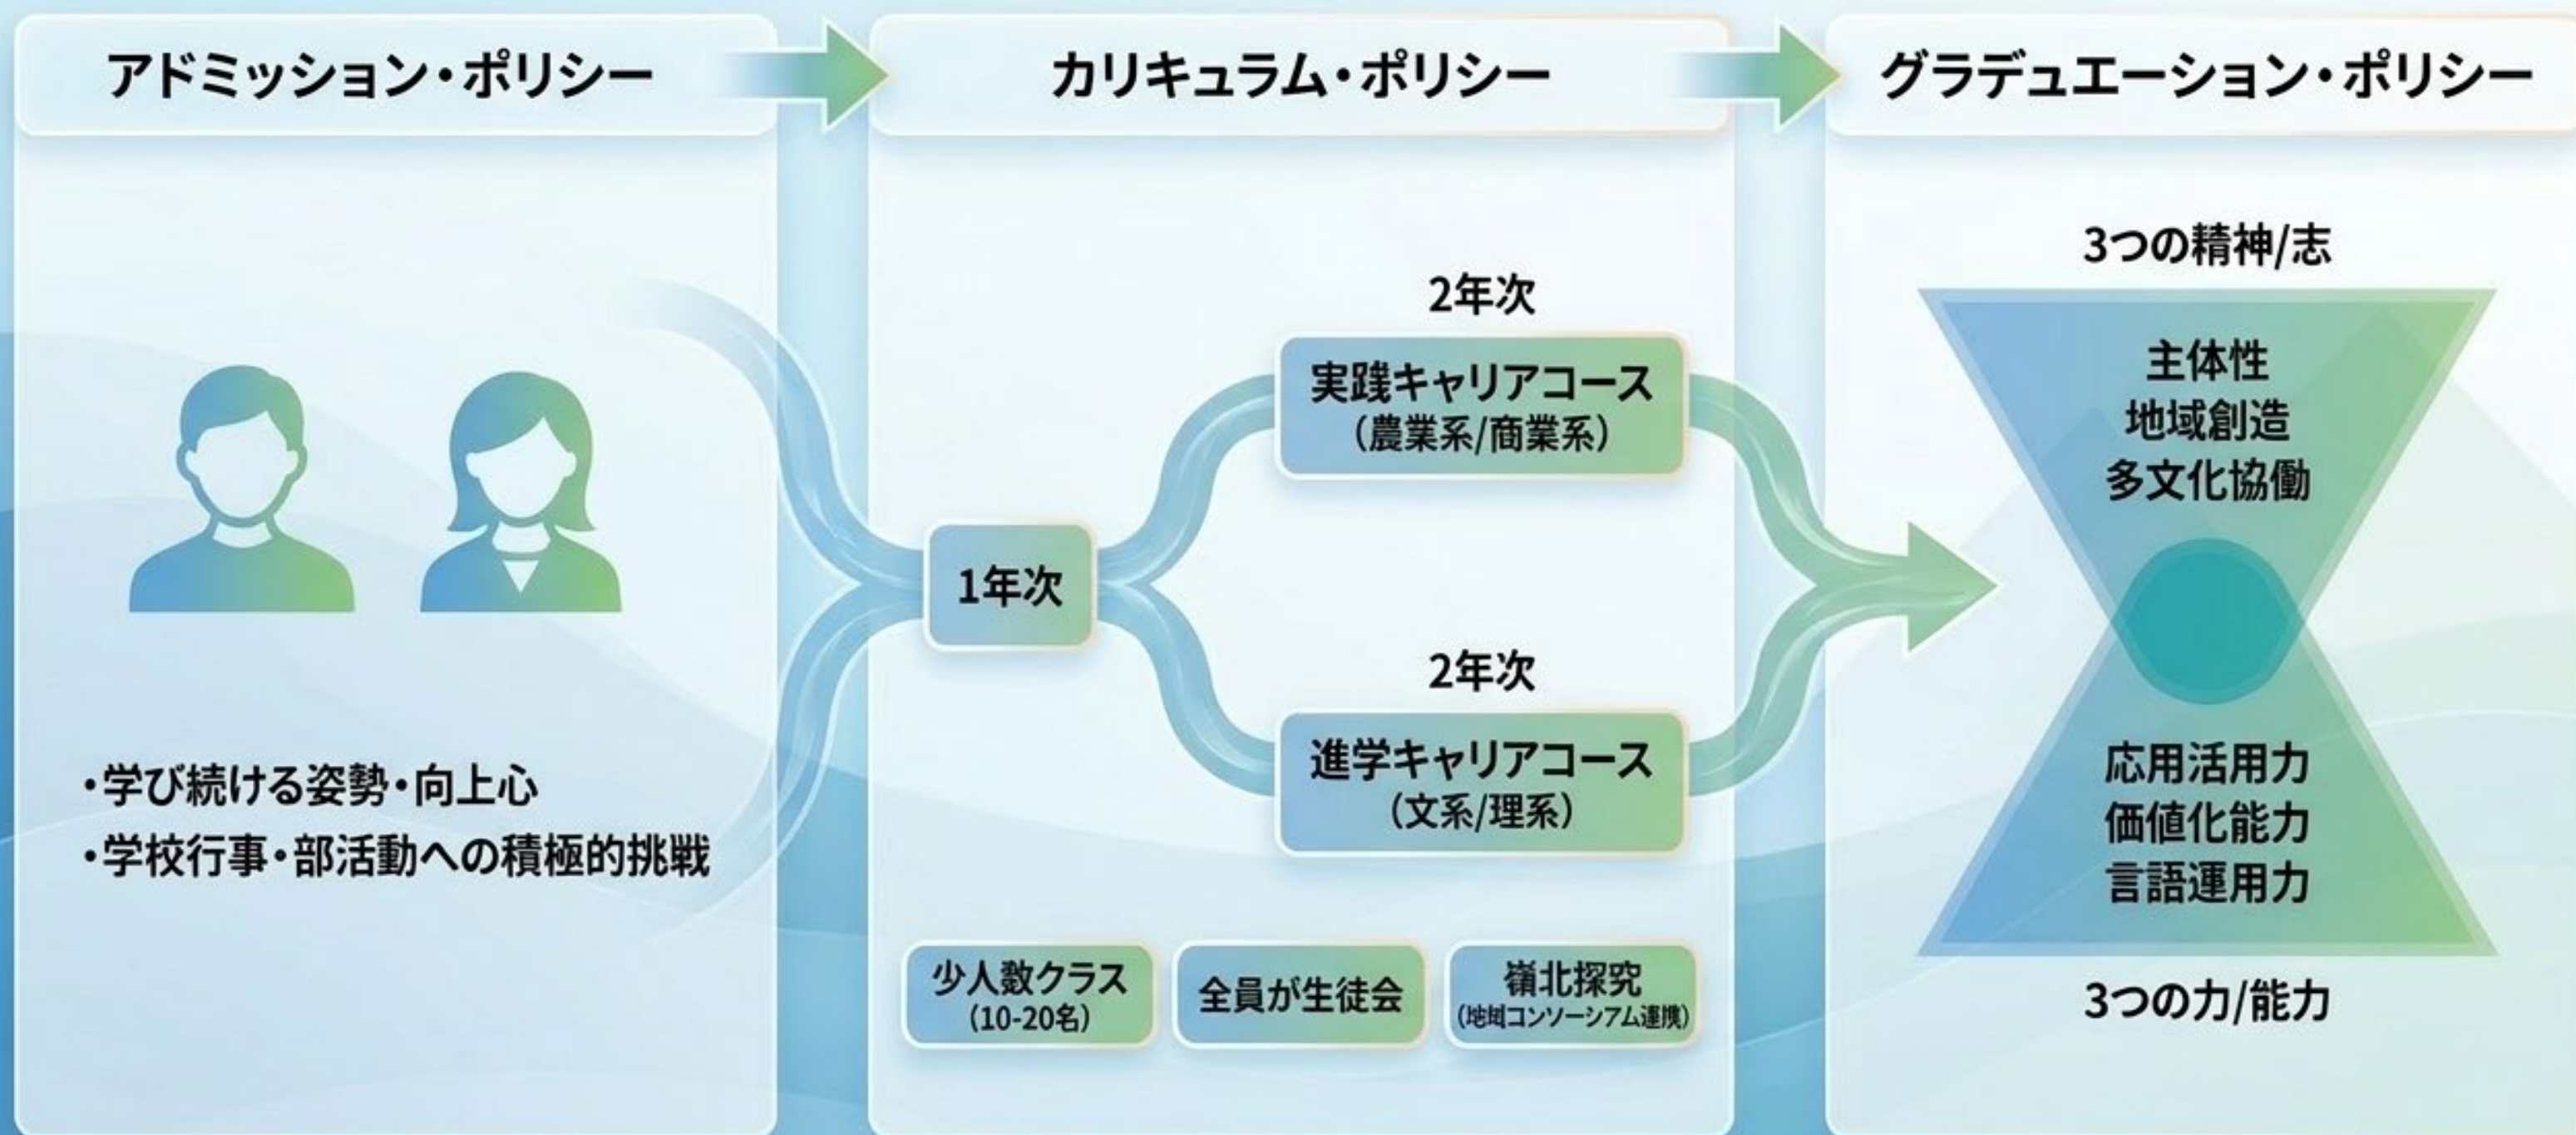 アドミッション・ポリシー
・学び続ける姿勢・向上心
・学校行事・部活動への積極的挑戦
カリキュラム・ポリシー
1年次
2年次
実践キャリアコース
（農業系/商業系）
2年次
進学キャリアコース
（文系/理系）
少人数クラス
(10-20名)
全員が生徒会
嶺北探究
(地域コンソーシアム連携)
グラデュエーション・ポリシー
3つの精神/志
主体性
地域創造
多文化協働
応用活用力
価値化能力
言語運用力
3つの力/能力